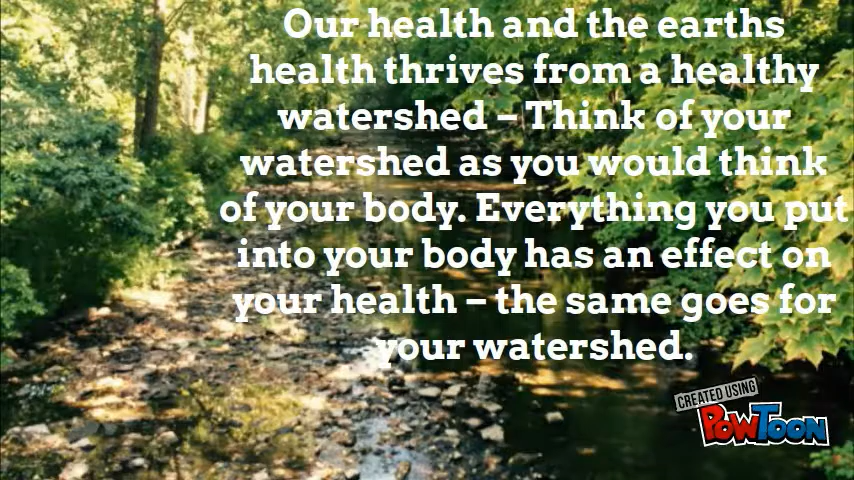 Our health and the earths
health thrives from a healthy
watershed – Think of your
watershed as you would think
of your body. Everything you put
into your body has an effect on
your health – the same goes for
your watershed.
CREATED USING
PowToon